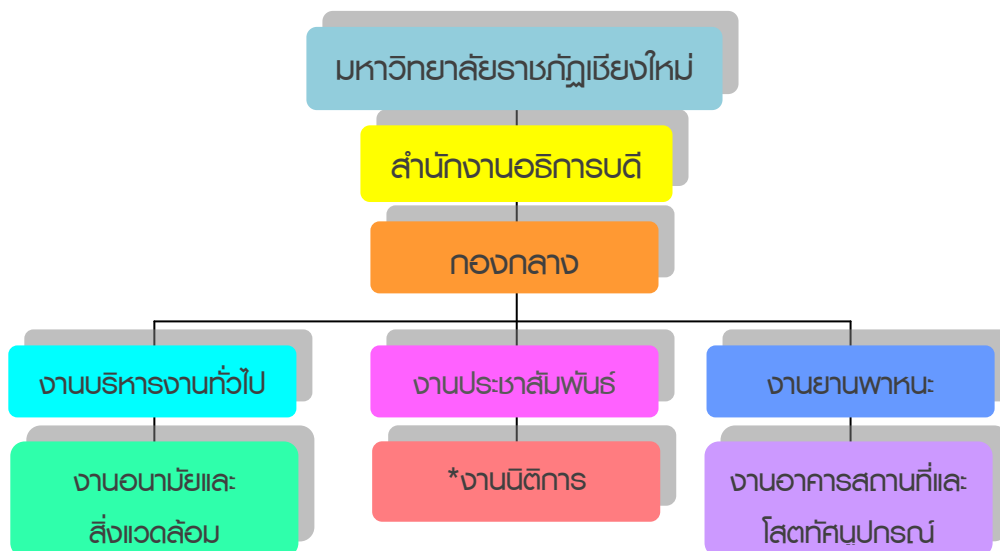 มหาวิทยาลัยราชภัฏเชียงใหม่
สำนักงานอธิการบดี
กองกลาง
งานบริหารงานทั่วไป
งานประชาสัมพันธ์
งานยานพาหนะ
งานอนามัยและ
สิ่งแวดล้อม
*งานนิติการ
งานอาคารสถานที่และ
โสตทัศนูปกรณ์